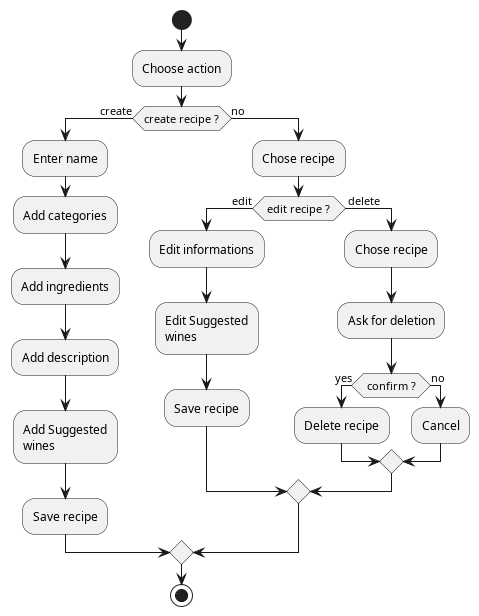 Choose action
create
create recipe ?
no
Enter name
Add categories
Add ingredients
Add description
Add Suggested
wines
Save recipe
Chose recipe
edit
edit recipe ?
delete
Edit informations
Edit Suggested
wines
Save recipe
Chose recipe
Ask for deletion
yes
confirm ?
no
Delete recipe
Cancel